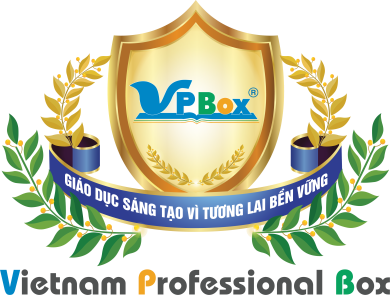 VPBox®
GIÁO DỤC SÁNG TẠO VÌ TƯƠNG LAI BỀN VỮNG
Vietnam Professional Box